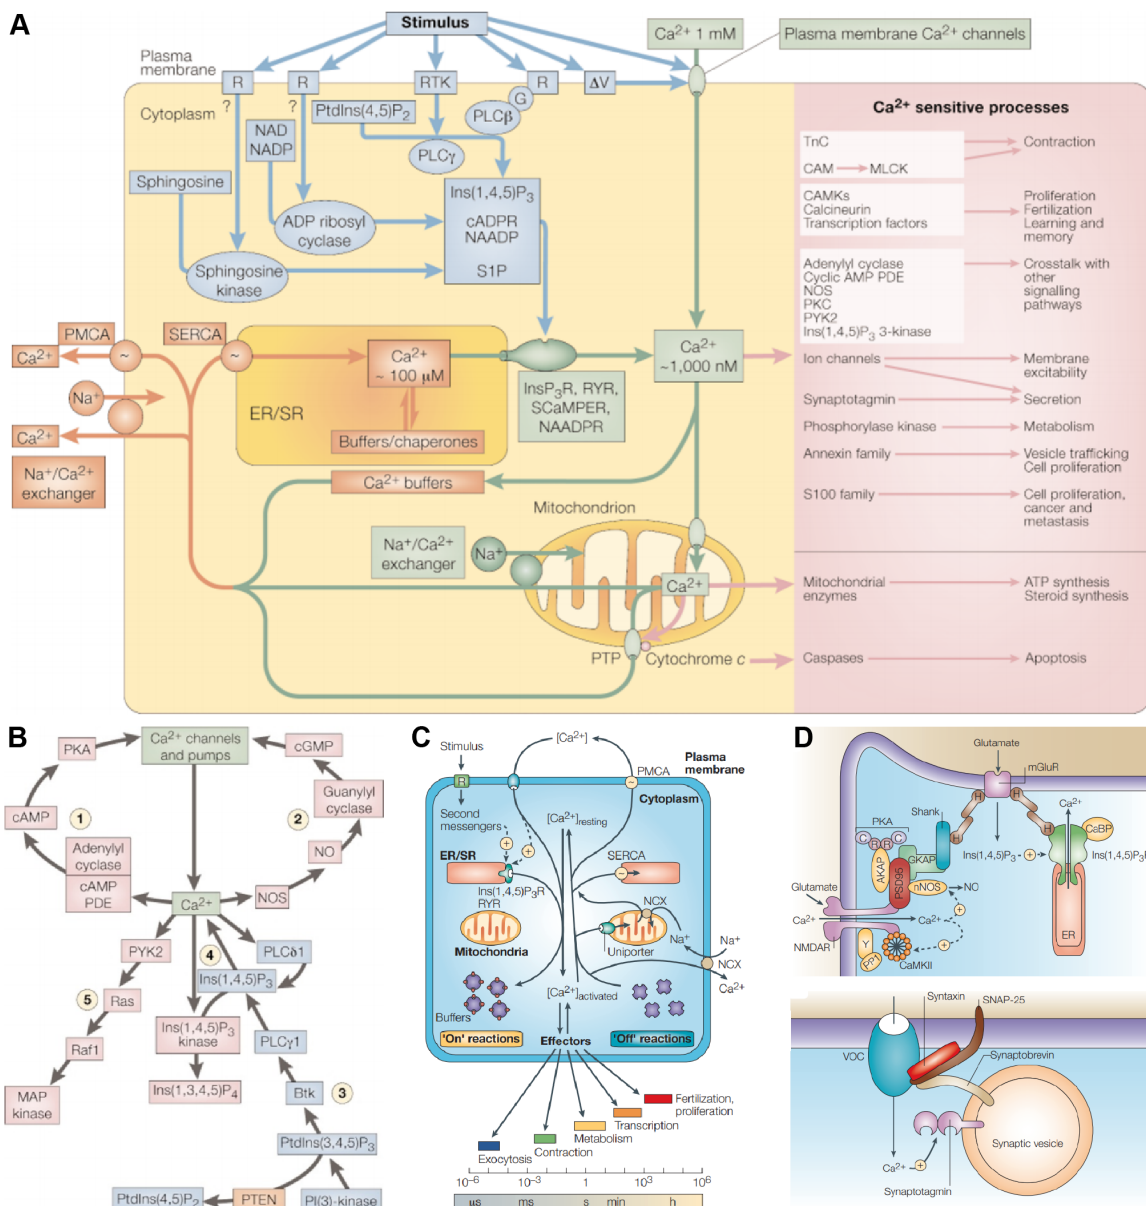 A
Stimulus
Ca²⁺ 1 mM
Plasma membrane Ca²⁺ channels
Plasma
membrane
R
R
RTK
R
ΔV
?
?
G
Cytoplasm
PtdIns(4,5)P₂
PLCβ
NAD
NADP
PLCγ
Sphingosine
Ins(1,4,5)P₃
cADPR
NAADP
S1P
ADP ribosyl
cyclase
Sphingosine
kinase
PMCA
SERCA
Ca²⁺
~
~
Ca²⁺
~ 100 μM
Ca²⁺
~1,000 nM
Na⁺
ER/SR
InsP₃R, RYR,
SCaMPER,
NAADPR
Ca²⁺
Buffers/chaperones
Na⁺/Ca²⁺
exchanger
Ca²⁺ buffers
Mitochondrion
Na⁺/Ca²⁺
exchanger
Na⁺
Ca²⁺
PTP
Cytochrome c
Ca²⁺ sensitive processes
TnC
Contraction
CAM
MLCK
CAMKs
Calcineurin
Transcription factors
Proliferation
Fertilization
Learning and
memory
Adenylyl cyclase
Cyclic AMP PDE
NOS
PKC
PYK2
Ins(1,4,5)P₃ 3-kinase
Crosstalk with
other
signalling
pathways
Ion channels
Membrane
excitability
Synaptotagmin
Secretion
Phosphorylase kinase
Metabolism
Annexin family
Vesicle trafficking
Cell proliferation
S100 family
Cell proliferation,
cancer and
metastasis
Mitochondrial
enzymes
ATP synthesis
Steroid synthesis
Caspases
Apoptosis
B
PKA
Ca²⁺ channels
and pumps
cGMP
Guanylyl
cyclase
cAMP
1
2
Adenylyl
cyclase
cAMP
PDE
NO
NOS
Ca²⁺
PYK2
4
PLCδ1
Ins(1,4,5)P₃
5
Ras
Ins(1,4,5)P₃
kinase
PLCγ1
Raf1
Ins(1,3,4,5)P₄
Btk
3
MAP
kinase
PtdIns(3,4,5)P₃
PtdIns(4,5)P₂
PTEN
PI(3)-kinase
C
Stimulus
[Ca²⁺]
Plasma
membrane
R
~
PMCA
Cytoplasm
Second
messengers
[Ca²⁺]resting
+
+
ER/SR
SERCA
~
Ins(1,4,5)P₃R
RYR
NCX
Mitochondria
Na⁺
Na⁺
Uniporter
NCX
Ca²⁺
[Ca²⁺]activated
Buffers
'On' reactions
Effectors
'Off' reactions
Fertilization,
proliferation
Transcription
Metabolism
Contraction
Exocytosis
10⁻⁶
10⁻³
1
10³
10⁶
μs
ms
s
min
h
D
Glutamate
mGluR
Shank
H
H
H
H
Ca²⁺
CaBP
PKA
C
R
R
C
AKAP
GKAP
PSD95
Ins(1,4,5)P₃
+
Ins(1,4,5)P₃R
nNOS
NO
Glutamate
+
Ca²⁺
Ca²⁺
ER
NMDAR
Y
PP1
+
CaMKII
Syntaxin
SNAP-25
VOC
Synaptobrevin
Synaptic vesicle
Ca²⁺
+
Synaptotagmin